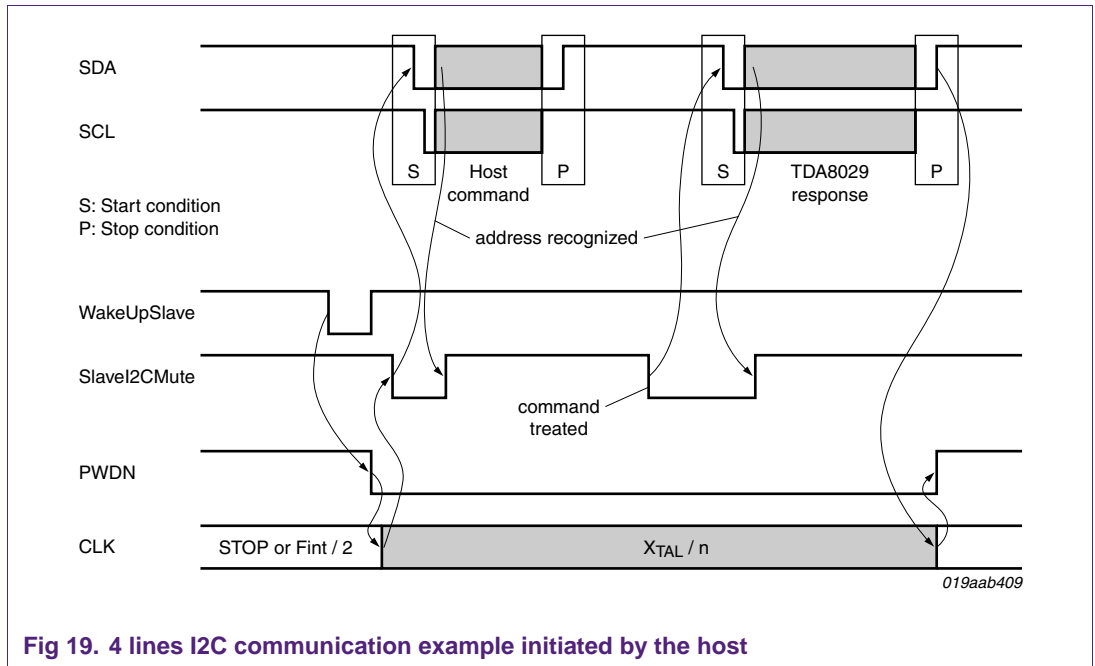 SDA
SCL
S
Host
command
P
S
TDA8029
response
P
S: Start condition
P: Stop condition
address recognized
WakeUpSlave
SlaveI2CMute
command
treated
PWDN
CLK
STOP or Fint / 2
XTAL / n
019aab409
Fig 19. 4 lines I2C communication example initiated by the host